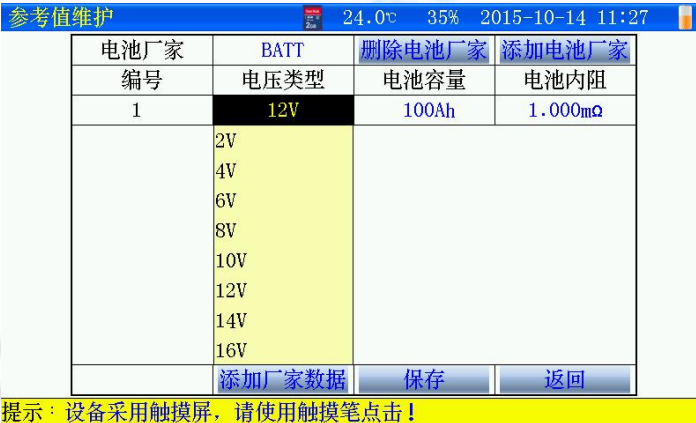 参考值维护 24.0℃ 35% 2015-10-14 11:27
电池厂家 BATT 删除电池厂家 添加电池厂家
编号 电压类型 电池容量 电池内阻
1 12V 100Ah 1.000mΩ
2V
4V
6V
8V
10V
12V
14V
16V
添加厂家数据 保存 返回
提示：设备采用触摸屏，请使用触摸笔点击！